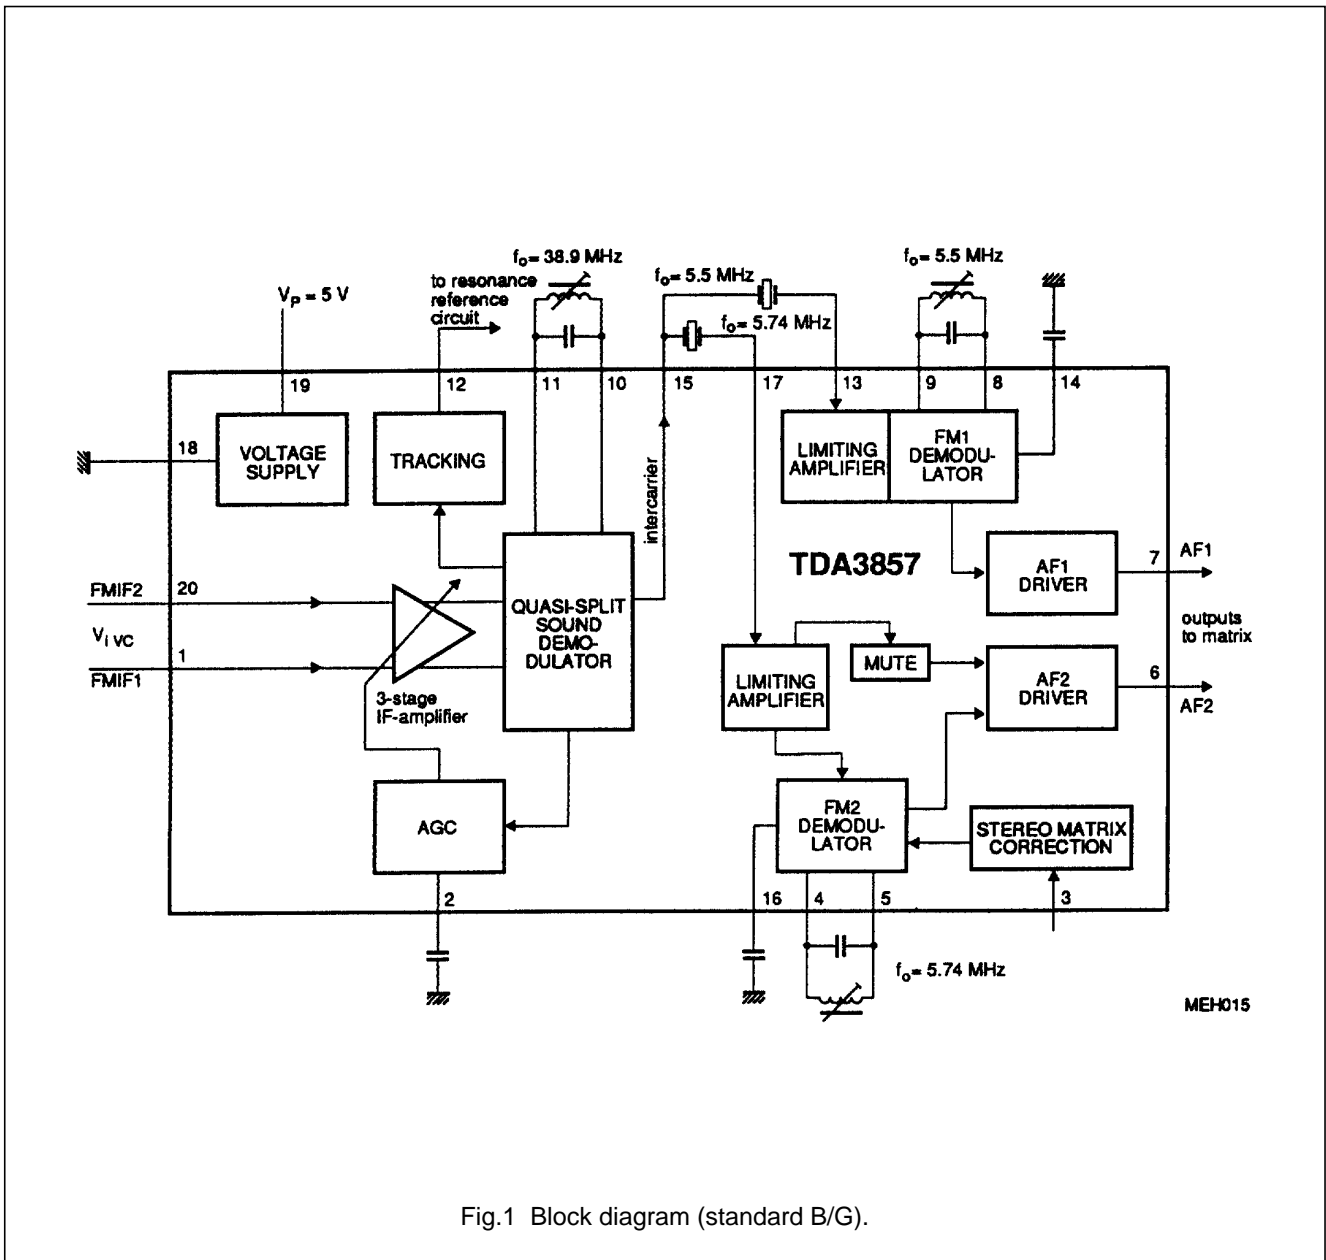 fo= 38.9 MHz
fo= 5.5 MHz
fo= 5.5 MHz
VP = 5 V
to resonance
reference
circuit
fo= 5.74 MHz
19
12
11
10
15
17
13
9
8
14
18
VOLTAGE
SUPPLY
TRACKING
LIMITING
AMPLIFIER
FM1
DEMODU-
LATOR
intercarrier
TDA3857
AF1
DRIVER
7
AF1
FMIF2
20
QUASI-SPLIT
SOUND
DEMO-
DULATOR
outputs
to matrix
Vi VC
1
FMIF1
3-stage
IF-amplifier
LIMITING
AMPLIFIER
MUTE
AF2
DRIVER
6
AF2
AGC
FM2
DEMODU-
LATOR
STEREO MATRIX
CORRECTION
2
16
4
5
3
fo= 5.74 MHz
MEH015
Fig.1 Block diagram (standard B/G).